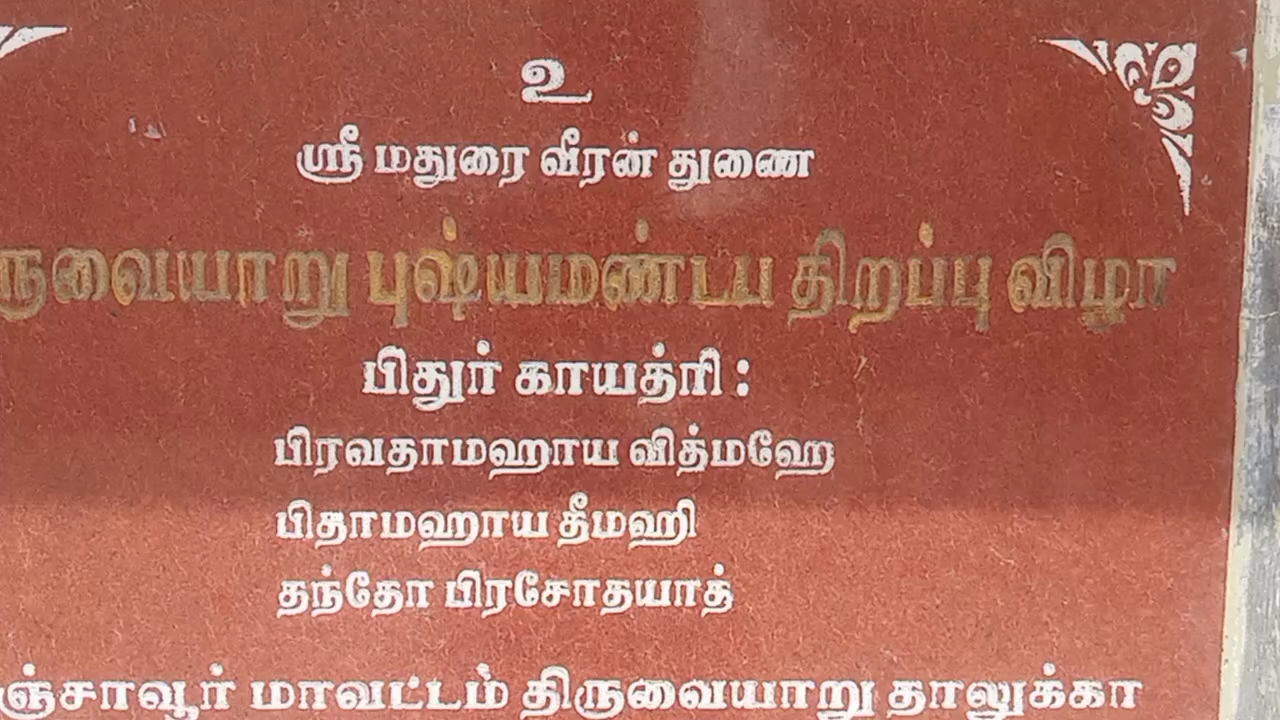 உ
ஸ்ரீ மதுரை வீரன் துணை
ருவையாறு புஷ்யமண்டப திறப்பு விழா
பிதுர் காயத்ரி :
பிரவதாமஹாய வித்மஹே
பிதாமஹாய தீமஹி
தந்தோ பிரசோதயாத்
ஞ்சாவூர் மாவட்டம் திருவையாறு தாலுக்கா